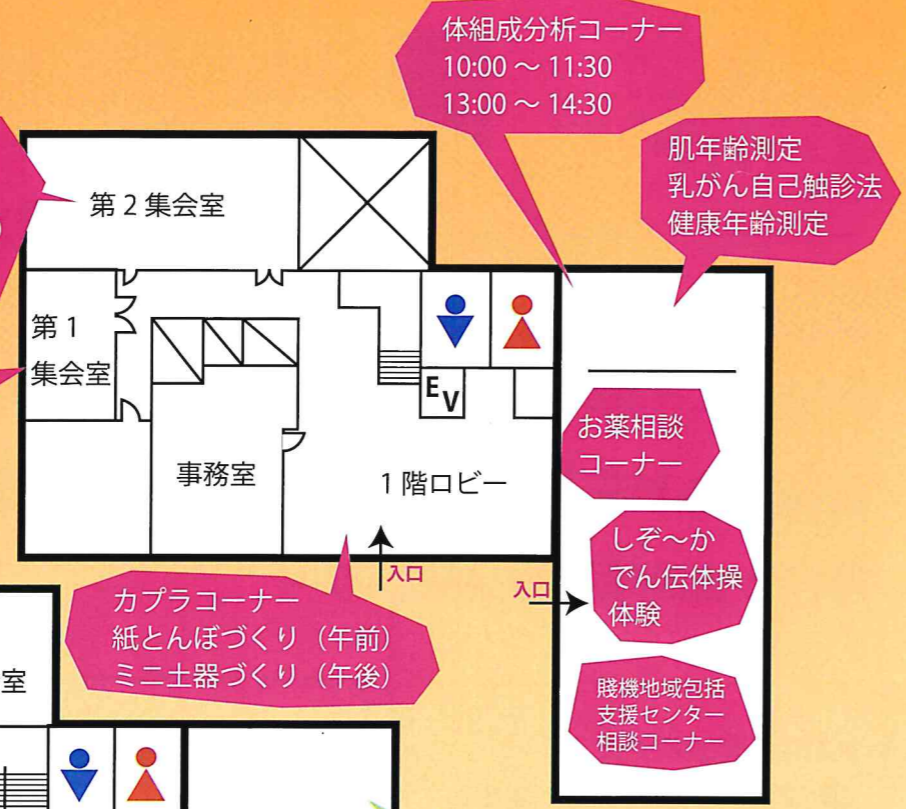 体組成分析コーナー
10:00 ～ 11:30
13:00 ～ 14:30
肌年齢測定
乳がん自己触診法
健康年齢測定
第 2 集会室
第 1
集会室
EV
事務室
1 階ロビー
お薬相談
コーナー
入口
入口
しぞ～か
でん伝体操
体験
カプラコーナー
紙とんぼづくり（午前）
ミニ土器づくり（午後）
賤機地域包括
支援センター
相談コーナー
室